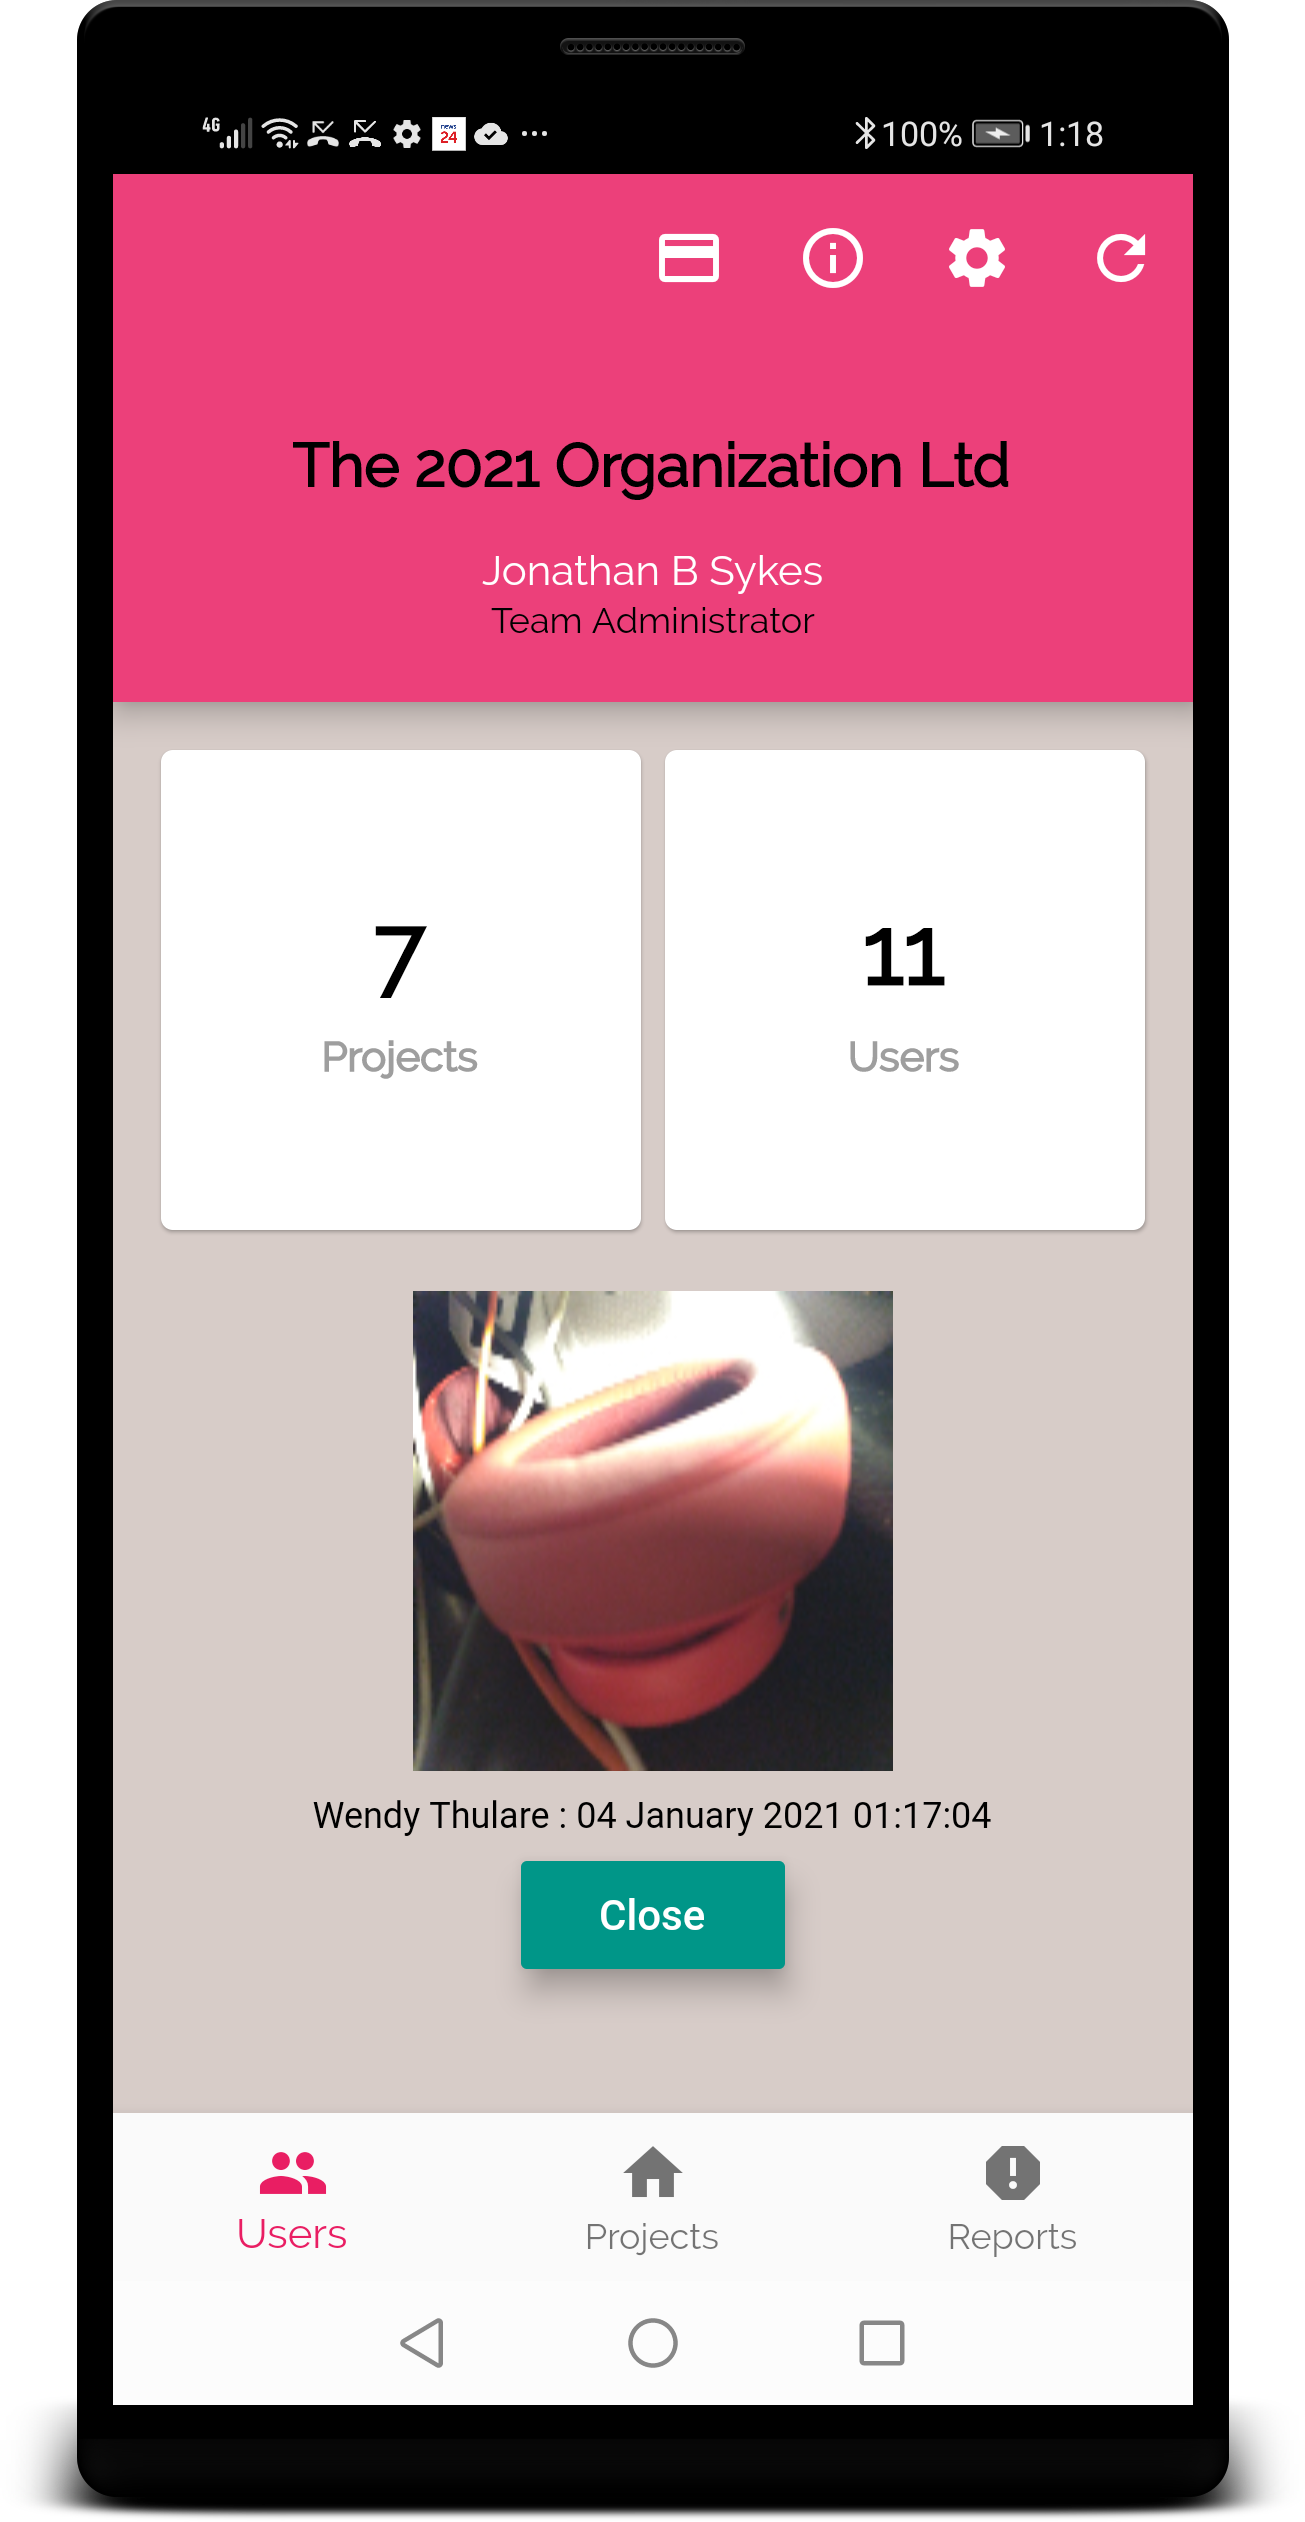 4G
news
24
100% 1:18
The 2021 Organization Ltd
Jonathan B Sykes
Team Administrator
7
Projects
11
Users
Wendy Thulare : 04 January 2021 01:17:04
Close
Users
Projects
Reports